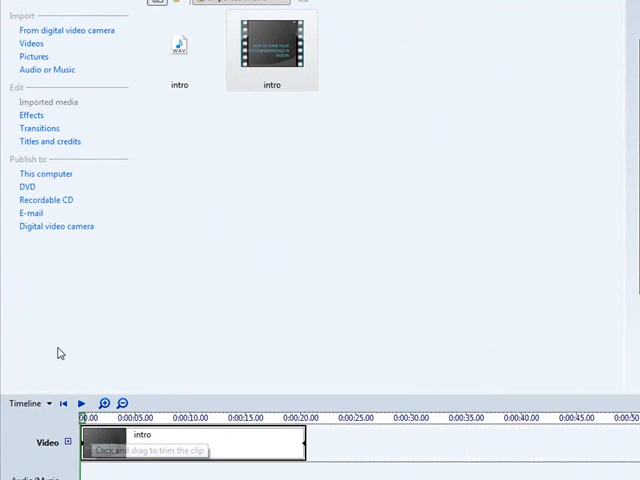 Import
From digital video camera
Videos
Pictures
Audio or Music
Edit
Imported media
Effects
Transitions
Titles and credits
Publish to
This computer
DVD
Recordable CD
E-mail
Digital video camera
WAV
intro
intro
Timeline
00.00 0:00:05.00 0:00:10.00 0:00:15.00 0:00:20.00 0:00:25.00 0:00:30.00 0:00:35.00 0:00:40.00 0:00:45.00 0:00:50
Video
intro
Click and drag to trim the clip
Audio/Music